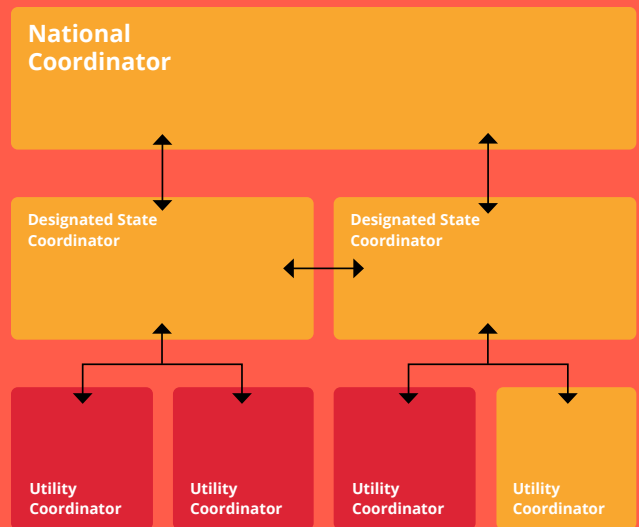 National
Coordinator
Designated State
Coordinator
Designated State
Coordinator
Utility
Coordinator
Utility
Coordinator
Utility
Coordinator
Utility
Coordinator